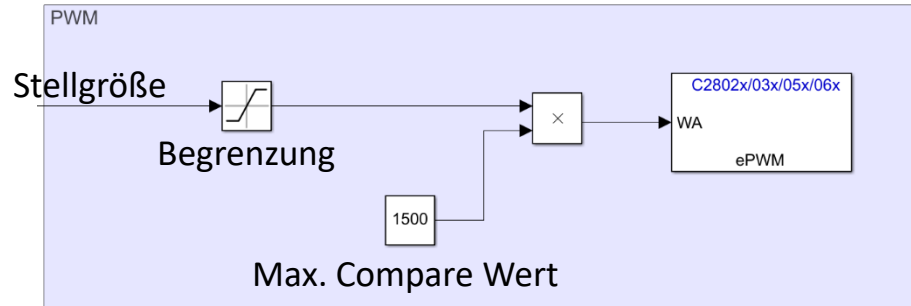 PWM
Stellgröße
Begrenzung
×
C2802x/03x/05x/06x
WA
ePWM
1500
Max. Compare Wert